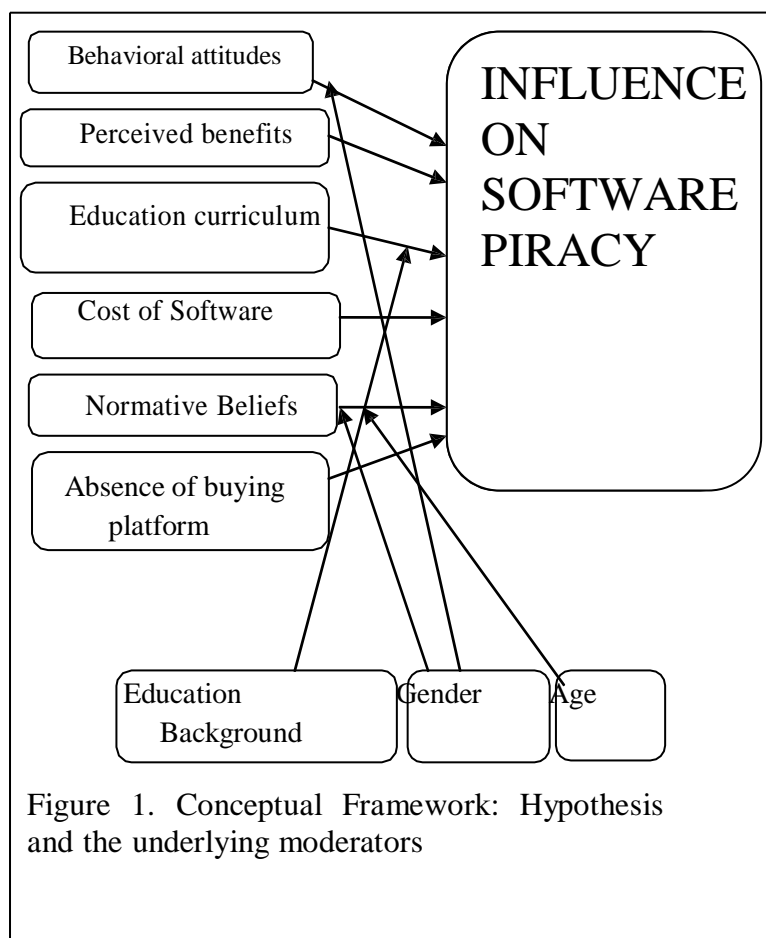 Behavioral attitudes
Perceived benefits
Education curriculum
Cost of Software
Normative Beliefs
Absence of buying
platform
INFLUENCE
ON
SOFTWARE
PIRACY
Education
Background
Gender
Age
Figure 1. Conceptual Framework: Hypothesis
and the underlying moderators